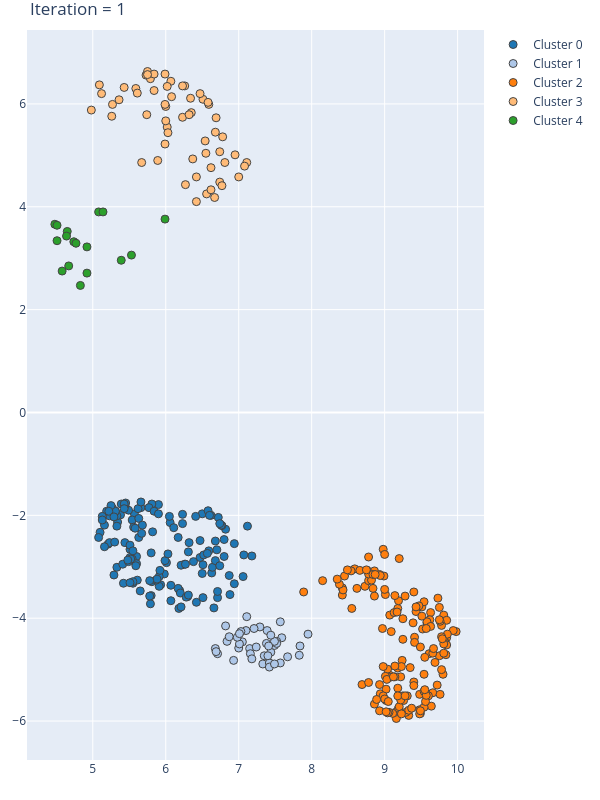 Iteration = 1
Cluster 0
Cluster 1
Cluster 2
Cluster 3
Cluster 4
6
4
2
0
−2
−4
−6
5 6 7 8 9 10